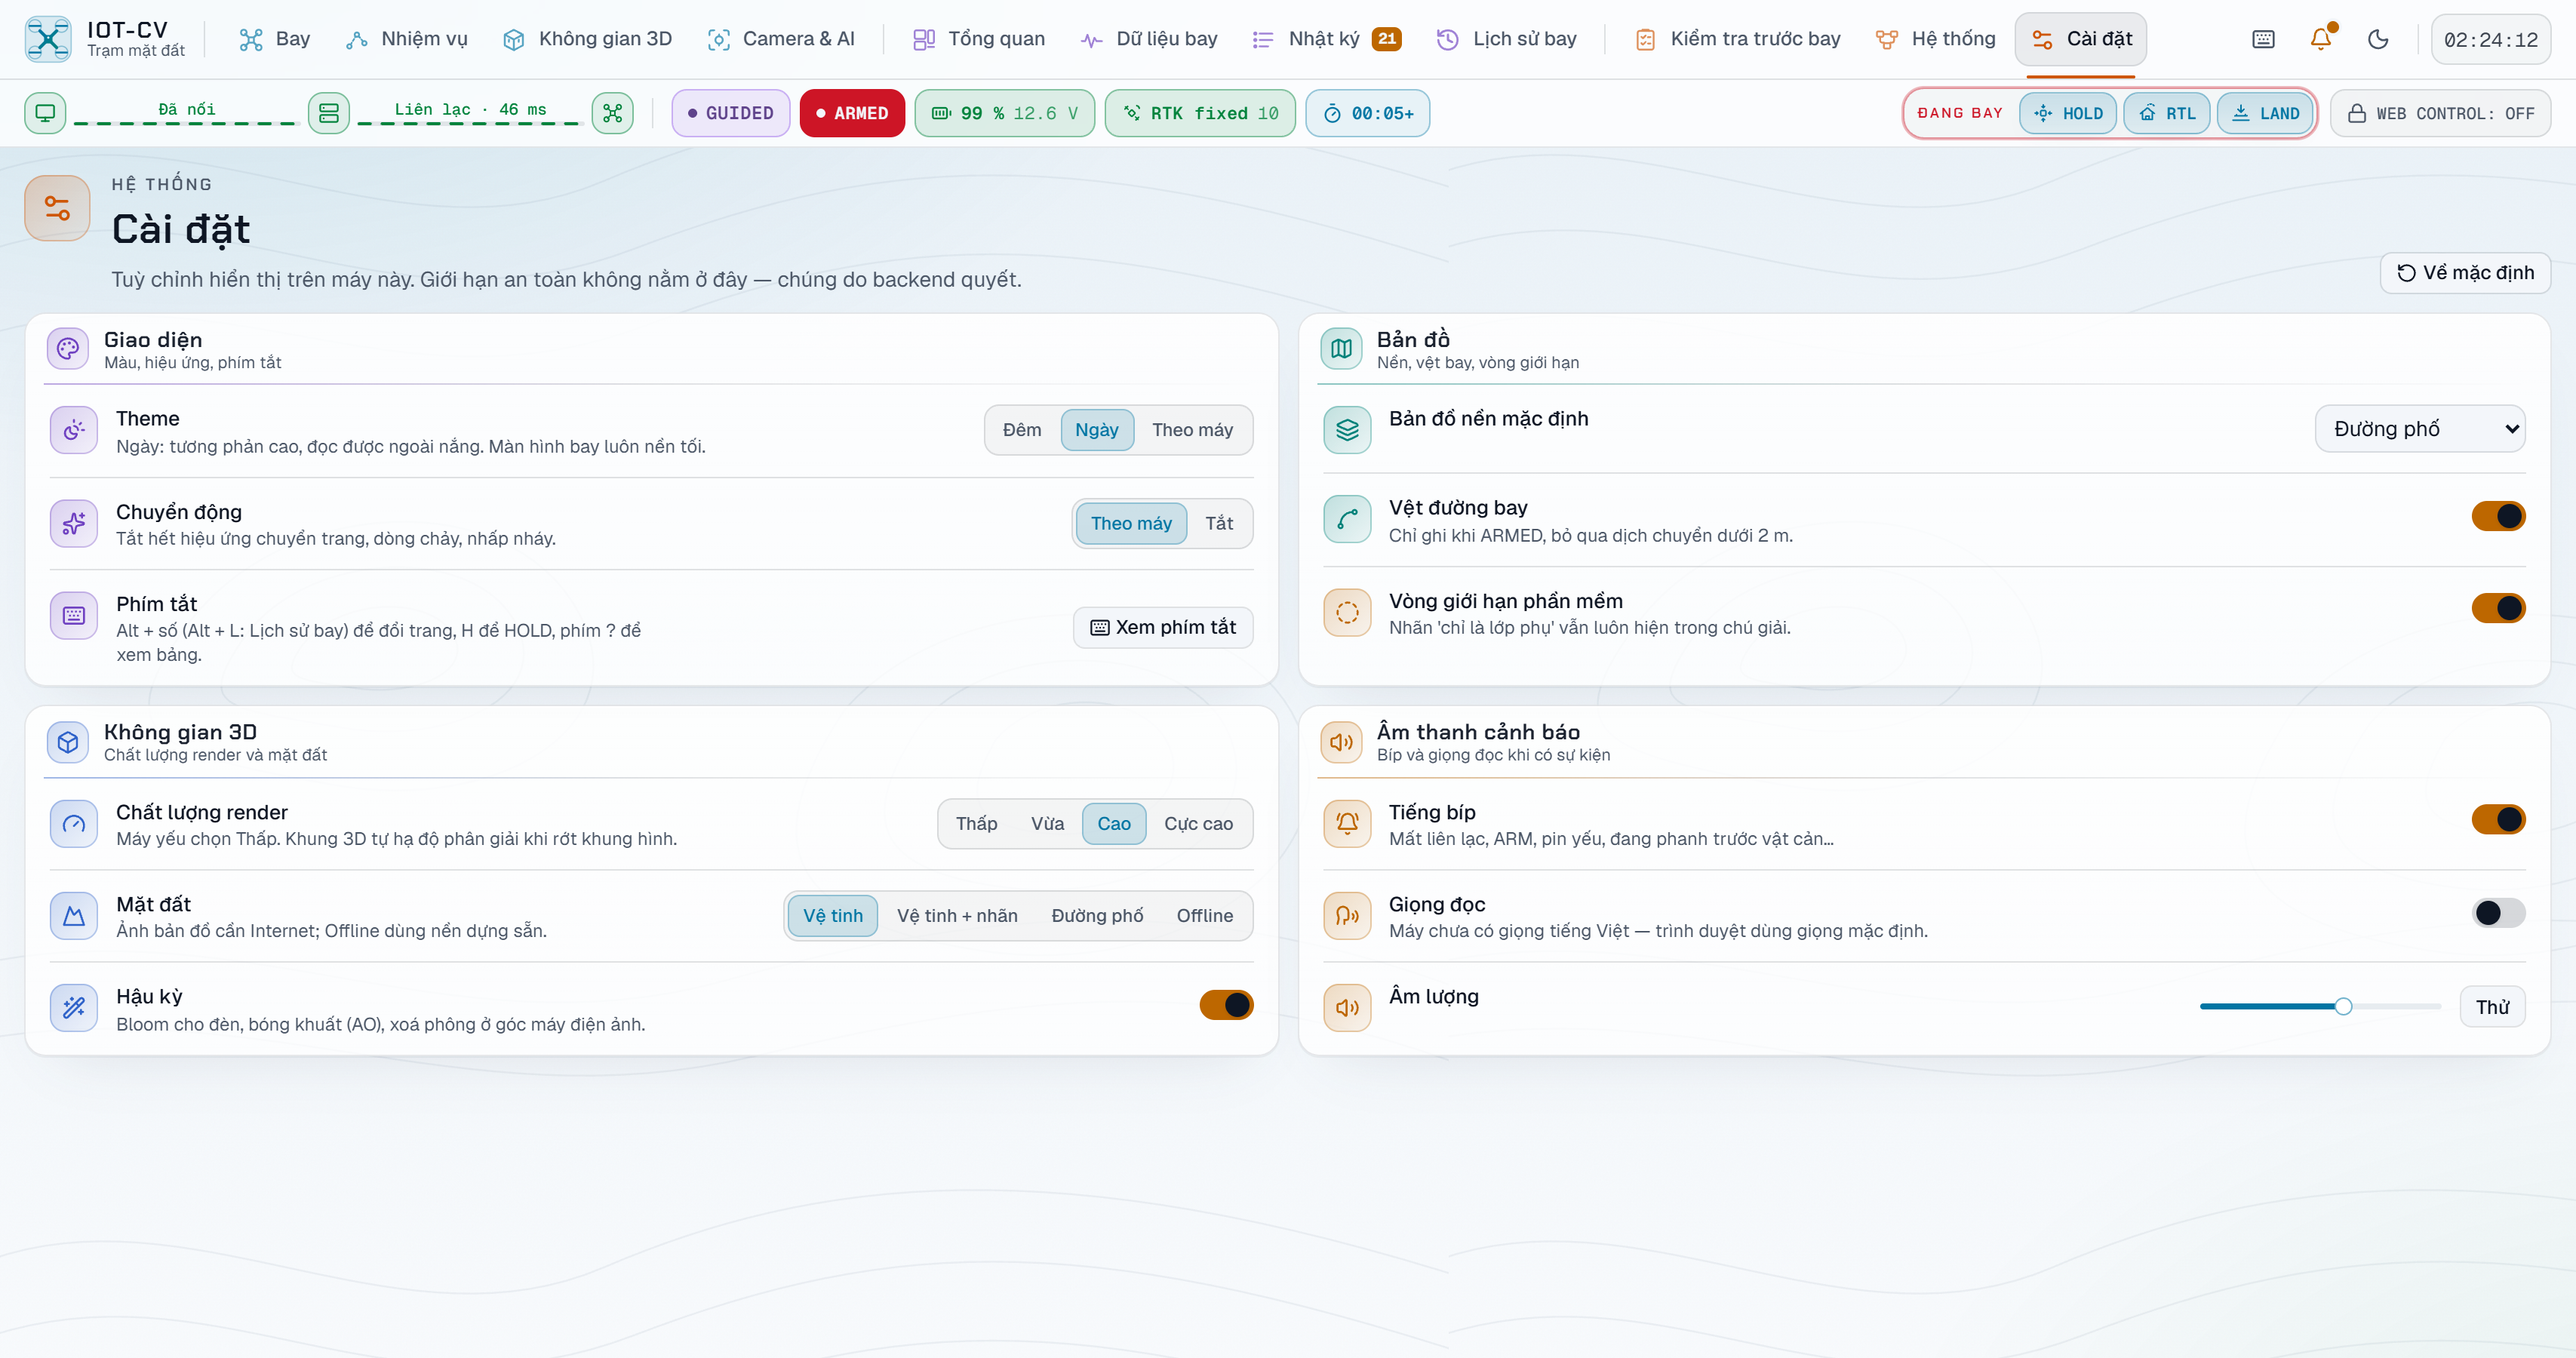 IOT-CV
Trạm mặt đất
Bay
Nhiệm vụ
Không gian 3D
Camera & AI
Tổng quan
Dữ liệu bay
Nhật ký 21
Lịch sử bay
Kiểm tra trước bay
Hệ thống
Cài đặt
02:24:12
Đã nối
Liên lạc · 46 ms
GUIDED
ARMED
99 % 12.6 V
RTK fixed 10
00:05+
ĐANG BAY
HOLD
RTL
LAND
WEB CONTROL: OFF
HỆ THỐNG
Cài đặt
Tuỳ chỉnh hiển thị trên máy này. Giới hạn an toàn không nằm ở đây — chúng do backend quyết.
Về mặc định
Giao diện
Màu, hiệu ứng, phím tắt
Theme
Ngày: tương phản cao, đọc được ngoài nắng. Màn hình bay luôn nền tối.
Đêm
Ngày
Theo máy
Chuyển động
Tắt hết hiệu ứng chuyển trang, dòng chảy, nhấp nháy.
Theo máy
Tắt
Phím tắt
Alt + số (Alt + L: Lịch sử bay) để đổi trang, H để HOLD, phím ? để
xem bảng.
Xem phím tắt
Bản đồ
Nền, vệt bay, vòng giới hạn
Bản đồ nền mặc định
Đường phố
Vệt đường bay
Chỉ ghi khi ARMED, bỏ qua dịch chuyển dưới 2 m.
Vòng giới hạn phần mềm
Nhãn 'chỉ là lớp phụ' vẫn luôn hiện trong chú giải.
Không gian 3D
Chất lượng render và mặt đất
Chất lượng render
Máy yếu chọn Thấp. Khung 3D tự hạ độ phân giải khi rớt khung hình.
Thấp
Vừa
Cao
Cực cao
Mặt đất
Ảnh bản đồ cần Internet; Offline dùng nền dựng sẵn.
Vệ tinh
Vệ tinh + nhãn
Đường phố
Offline
Hậu kỳ
Bloom cho đèn, bóng khuất (AO), xoá phông ở góc máy điện ảnh.
Âm thanh cảnh báo
Bíp và giọng đọc khi có sự kiện
Tiếng bíp
Mất liên lạc, ARM, pin yếu, đang phanh trước vật cản…
Giọng đọc
Máy chưa có giọng tiếng Việt — trình duyệt dùng giọng mặc định.
Âm lượng
Thử